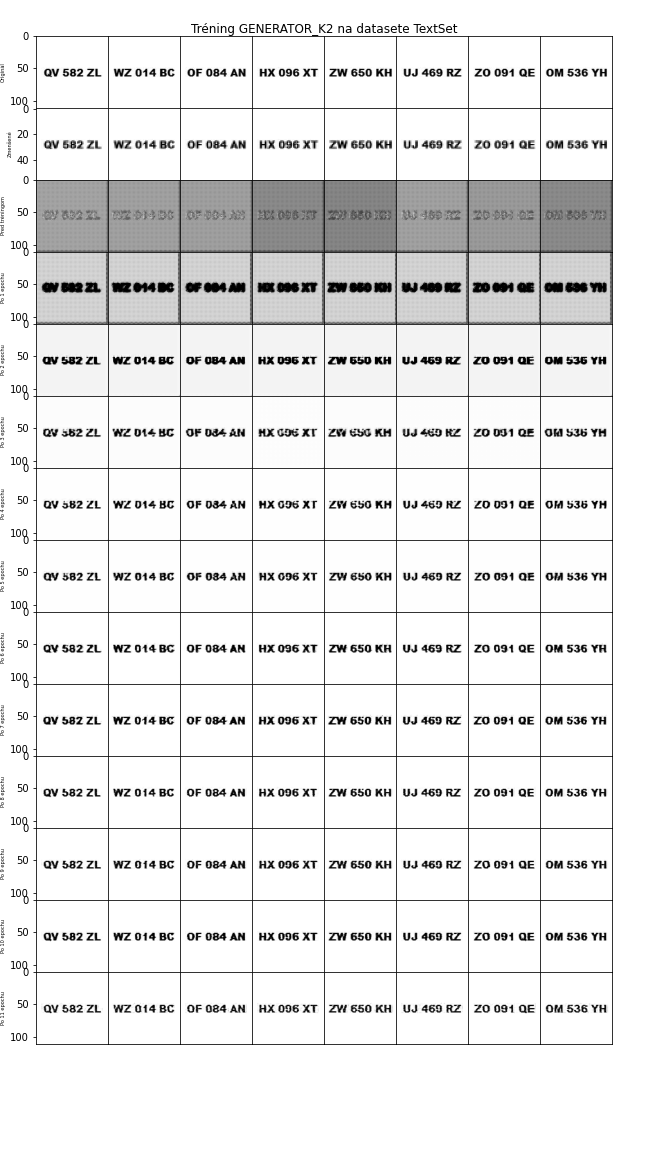 Tréning GENERATOR_K2 na datasete TextSet
0
Originál QV 582 ZL WZ 014 BC OF 084 AN HX 096 XT ZW 650 KH UJ 469 RZ ZO 091 QE OM 536 YH
100
0
20
Zmenšené QV 582 ZL WZ 014 BC OF 084 AN HX 096 XT ZW 650 KH UJ 469 RZ ZO 091 QE OM 536 YH
40
0
Pred tréningom 50
100
0
Po 1 epochu 50 QV 582 ZL WZ 014 BC OF 084 AN HX 096 XT ZW 650 KH UJ 469 RZ ZO 091 QE OM 536 YH
100
0
Po 2 epochu 50 QV 582 ZL WZ 014 BC OF 084 AN HX 096 XT ZW 650 KH UJ 469 RZ ZO 091 QE OM 536 YH
100
0
Po 3 epochu 50 QV 582 ZL WZ 014 BC OF 084 AN HX 096 XT ZW 650 KH UJ 469 RZ ZO 091 QE OM 536 YH
100
0
Po 4 epochu 50 QV 582 ZL WZ 014 BC OF 084 AN HX 096 XT ZW 650 KH UJ 469 RZ ZO 091 QE OM 536 YH
100
0
Po 5 epochu 50 QV 582 ZL WZ 014 BC OF 084 AN HX 096 XT ZW 650 KH UJ 469 RZ ZO 091 QE OM 536 YH
100
0
Po 6 epochu 50 QV 582 ZL WZ 014 BC OF 084 AN HX 096 XT ZW 650 KH UJ 469 RZ ZO 091 QE OM 536 YH
100
0
Po 7 epochu 50 QV 582 ZL WZ 014 BC OF 084 AN HX 096 XT ZW 650 KH UJ 469 RZ ZO 091 QE OM 536 YH
100
0
Po 8 epochu 50 QV 582 ZL WZ 014 BC OF 084 AN HX 096 XT ZW 650 KH UJ 469 RZ ZO 091 QE OM 536 YH
100
0
Po 9 epochu 50 QV 582 ZL WZ 014 BC OF 084 AN HX 096 XT ZW 650 KH UJ 469 RZ ZO 091 QE OM 536 YH
100
0
Po 10 epochu 50 QV 582 ZL WZ 014 BC OF 084 AN HX 096 XT ZW 650 KH UJ 469 RZ ZO 091 QE OM 536 YH
100
0
Po 11 epochu 50 QV 582 ZL WZ 014 BC OF 084 AN HX 096 XT ZW 650 KH UJ 469 RZ ZO 091 QE OM 536 YH
100